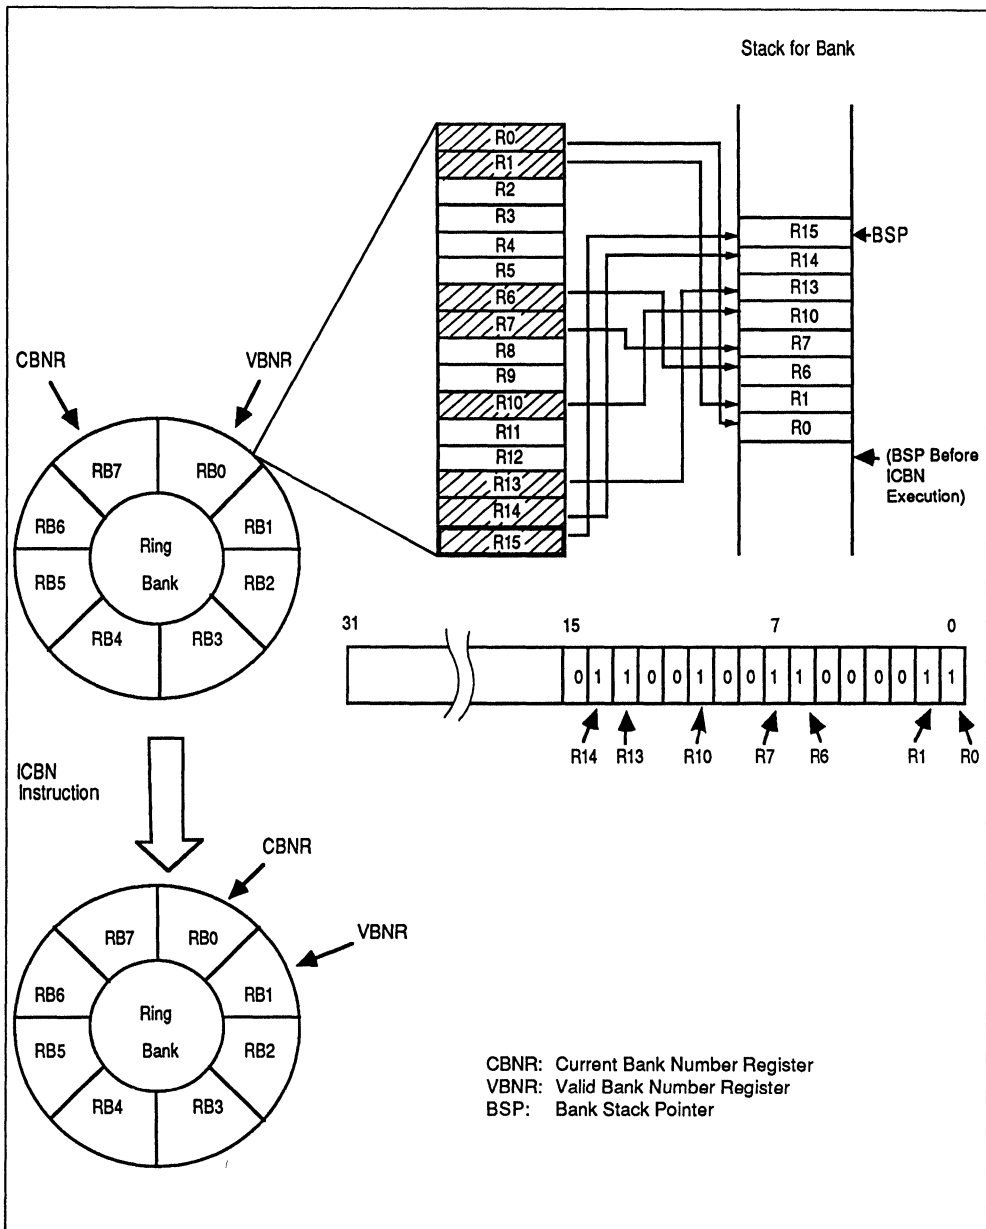 Stack for Bank
R0
R1
R2
R3
R4
R5
R6
R7
R8
R9
R10
R11
R12
R13
R14
R15
R15
R14
R13
R10
R7
R6
R1
R0
BSP
(BSP Before
ICBN
Execution)
CBNR
VBNR
RB7
RB0
RB6
RB1
RB5
RB2
RB4
RB3
Ring
Bank
31 15 7 0
0 1 1 0 0 1 0 0 1 1 0 0 0 0 1 1
R14 R13 R10 R7 R6 R1 R0
ICBN
Instruction
CBNR
VBNR
RB7
RB0
RB6
RB1
RB5
RB2
RB4
RB3
Ring
Bank
CBNR: Current Bank Number Register
VBNR: Valid Bank Number Register
BSP: Bank Stack Pointer